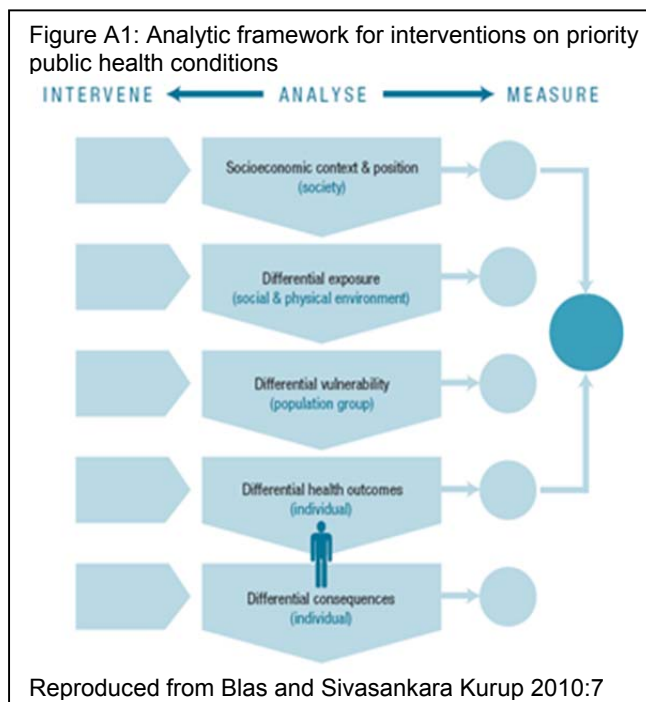 Figure A1: Analytic framework for interventions on priority
public health conditions
INTERVENE ANALYSE MEASURE
Socioeconomic context & position
(society)
Differential exposure
(social & physical environment)
Differential vulnerability
(population group)
Differential health outcomes
(individual)
Differential consequences
(individual)
Reproduced from Blas and Sivasankara Kurup 2010:7